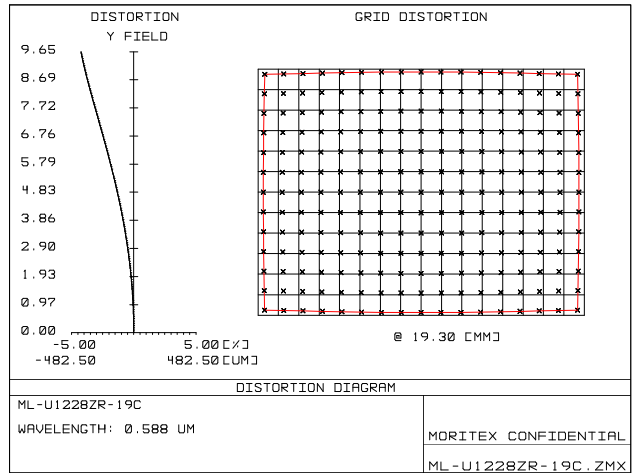 DISTORTION
Y FIELD
9.65
8.69
7.72
6.76
5.79
4.83
3.86
2.90
1.93
0.97
0.00
-5.00 5.00[%]
-482.50 482.50[UM]
GRID DISTORTION
@ 19.30 [MM]
DISTORTION DIAGRAM
ML-U1228ZR-19C
WAVELENGTH: 0.588 UM
MORITEX CONFIDENTIAL
ML-U1228ZR-19C.ZMX